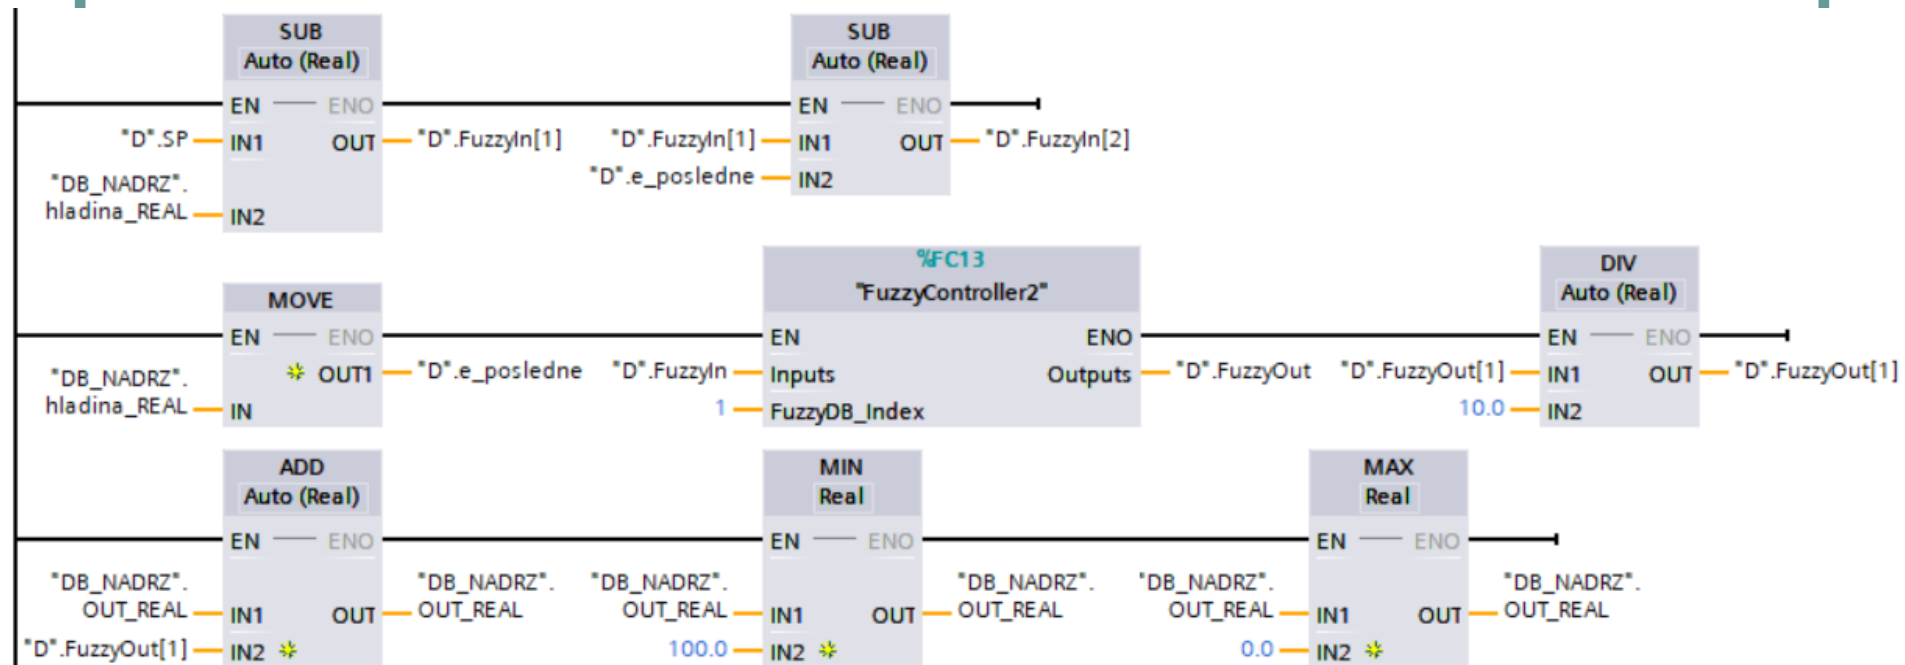 SUB
Auto (Real)
EN
ENO
"D".SP
IN1
OUT
"D".FuzzyIn[1]
"DB_NADRZ".
hladina_REAL
IN2
SUB
Auto (Real)
EN
ENO
"D".FuzzyIn[1]
IN1
OUT
"D".FuzzyIn[2]
"D".e_posledne
IN2
MOVE
EN
ENO
OUT1
"D".e_posledne
"DB_NADRZ".
hladina_REAL
IN
%FC13
"FuzzyController2"
EN
ENO
"D".FuzzyIn
Inputs
Outputs
"D".FuzzyOut
1
FuzzyDB_Index
DIV
Auto (Real)
EN
ENO
"D".FuzzyOut[1]
IN1
OUT
"D".FuzzyOut[1]
10.0
IN2
ADD
Auto (Real)
EN
ENO
"DB_NADRZ".
OUT_REAL
IN1
OUT
"DB_NADRZ".
OUT_REAL
"D".FuzzyOut[1]
IN2
MIN
Real
EN
ENO
"DB_NADRZ".
OUT_REAL
IN1
OUT
"DB_NADRZ".
OUT_REAL
100.0
IN2
MAX
Real
EN
ENO
"DB_NADRZ".
OUT_REAL
IN1
OUT
"DB_NADRZ".
OUT_REAL
0.0
IN2